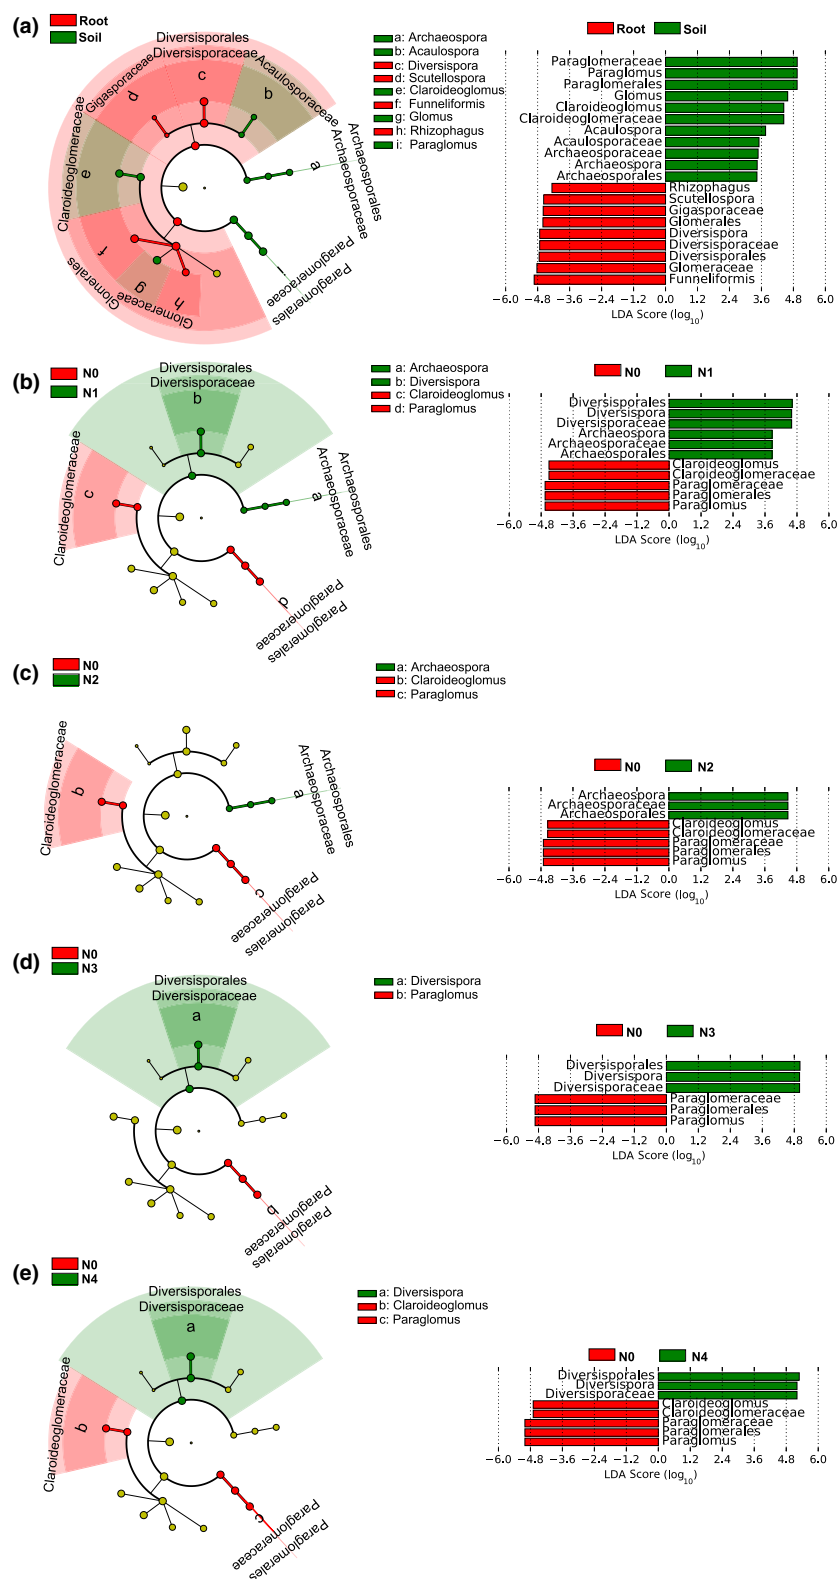 (a)
Root
Soil
Diversisporales
Diversisporaceae
Gigasporaceae
Acaulosporaceae
Claroideoglomeraceae
Archaeosporales
Archaeosporaceae
Paraglomerales
Paraglomeraceae
Glomerales
Glomeraceae
a
b
c
d
e
f
g
h
a: Archaeospora
b: Acaulospora
c: Diversispora
d: Scutellospora
e: Claroideoglomus
f: Funneliformis
g: Glomus
h: Rhizophagus
i: Paraglomus
Root Soil
Paraglomeraceae
Paraglomus
Paraglomerales
Glomus
Claroideoglomus
Claroideoglomeraceae
Acaulospora
Acaulosporaceae
Archaeosporaceae
Archaeospora
Archaeosporales
Rhizophagus
Scutellospora
Gigasporaceae
Glomerales
Diversispora
Diversisporaceae
Diversisporales
Glomeraceae
Funneliformis
−6.0 −4.8 −3.6 −2.4 −1.2 0.0 1.2 2.4 3.6 4.8 6.0
LDA Score (log10)
(b)
N0
N1
Diversisporales
Diversisporaceae
b
Claroideoglomeraceae
c
Archaeosporales
Archaeosporaceae
a
Paraglomerales
Paraglomeraceae
d
a: Archaeospora
b: Diversispora
c: Claroideoglomus
d: Paraglomus
N0 N1
Diversisporales
Diversispora
Diversisporaceae
Archaeospora
Archaeosporaceae
Archaeosporales
Claroideoglomus
Claroideoglomeraceae
Paraglomeraceae
Paraglomerales
Paraglomus
−6.0 −4.8 −3.6 −2.4 −1.2 0.0 1.2 2.4 3.6 4.8 6.0
LDA Score (log10)
(c)
N0
N2
Claroideoglomeraceae
b
Archaeosporales
Archaeosporaceae
a
Paraglomerales
Paraglomeraceae
c
a: Archaeospora
b: Claroideoglomus
c: Paraglomus
N0 N2
Archaeospora
Archaeosporaceae
Archaeosporales
Claroideoglomus
Claroideoglomeraceae
Paraglomeraceae
Paraglomerales
Paraglomus
−6.0 −4.8 −3.6 −2.4 −1.2 0.0 1.2 2.4 3.6 4.8 6.0
LDA Score (log10)
(d)
N0
N3
Diversisporales
Diversisporaceae
a
Paraglomerales
Paraglomeraceae
b
a: Diversispora
b: Paraglomus
N0 N3
Diversisporales
Diversispora
Diversisporaceae
Paraglomeraceae
Paraglomerales
Paraglomus
−6.0 −4.8 −3.6 −2.4 −1.2 0.0 1.2 2.4 3.6 4.8 6.0
LDA Score (log10)
(e)
N0
N4
Diversisporales
Diversisporaceae
a
Claroideoglomeraceae
b
Paraglomerales
Paraglomeraceae
c
a: Diversispora
b: Claroideoglomus
c: Paraglomus
N0 N4
Diversisporales
Diversispora
Diversisporaceae
Claroideoglomus
Claroideoglomeraceae
Paraglomeraceae
Paraglomerales
Paraglomus
−6.0 −4.8 −3.6 −2.4 −1.2 0.0 1.2 2.4 3.6 4.8 6.0
LDA Score (log10)